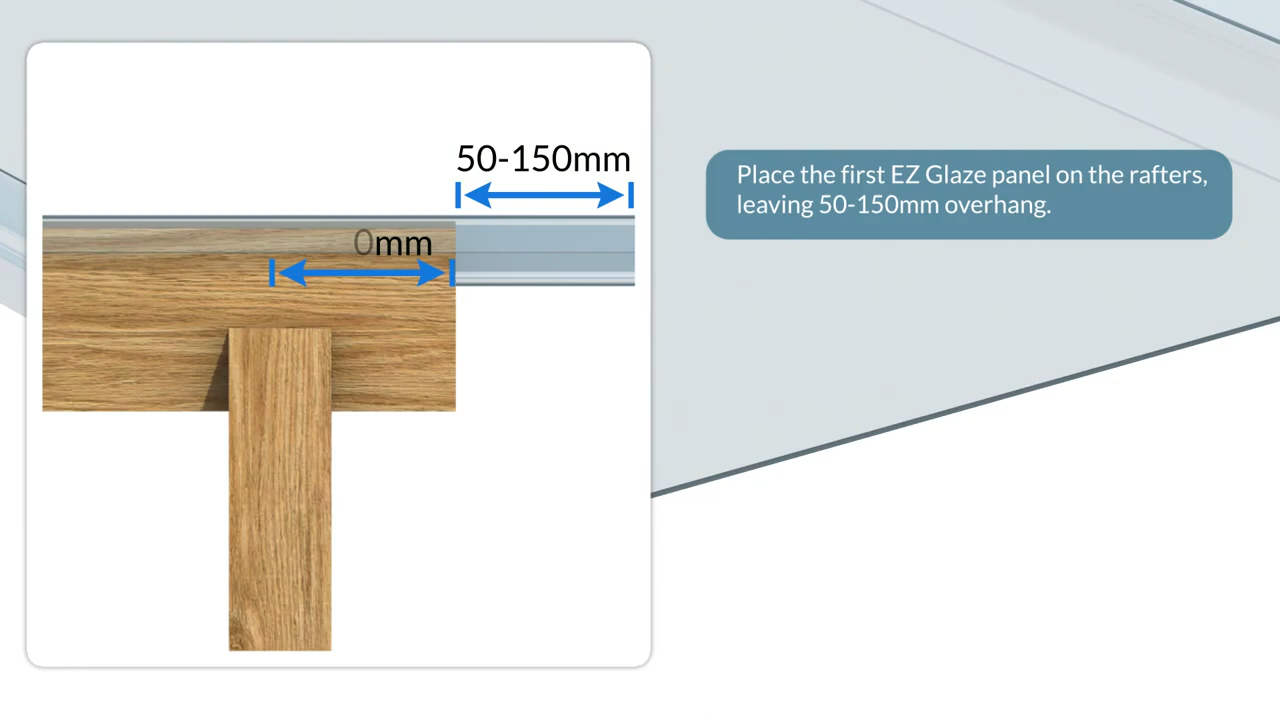 50-150mm
0mm
Place the first EZ Glaze panel on the rafters,
leaving 50-150mm overhang.